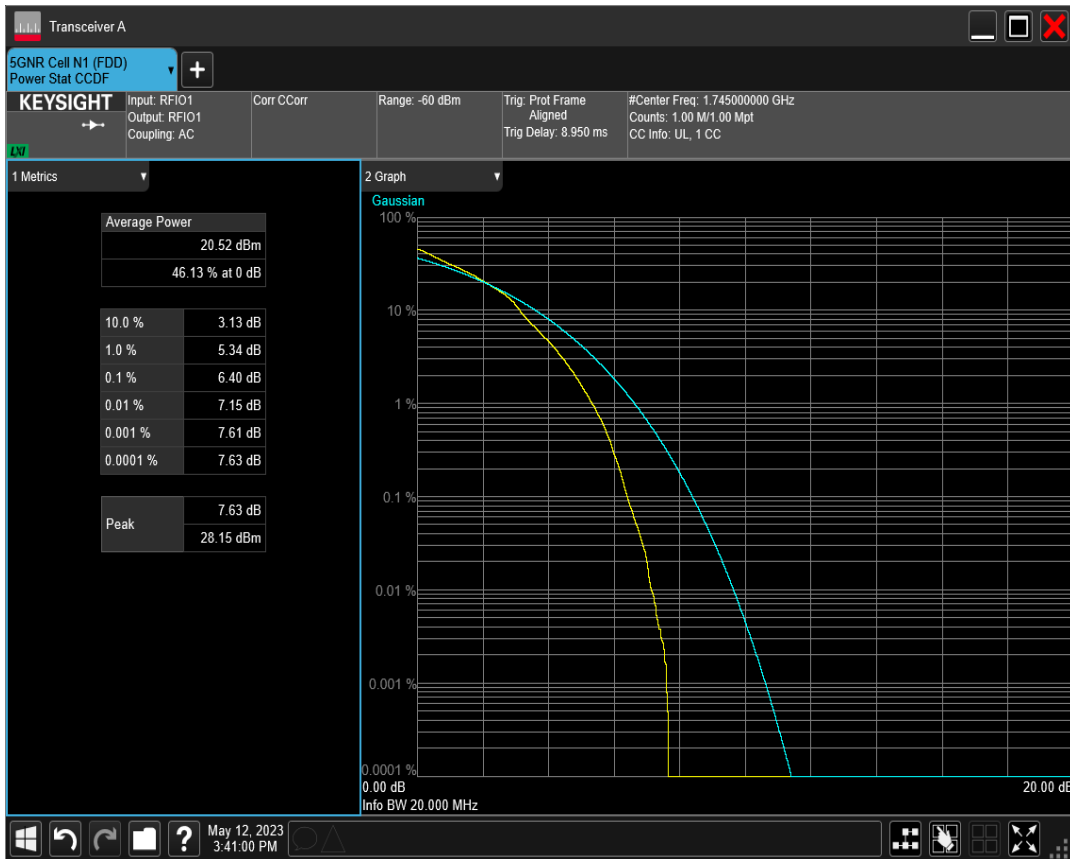 Transceiver A
5GNR Cell N1 (FDD)
Power Stat CCDF
KEYSIGHT
LXI
Input: RFIO1
Output: RFIO1
Coupling: AC
Corr CCorr
Range: -60 dBm
Trig: Prot Frame
Aligned
Trig Delay: 8.950 ms
#Center Freq: 1.745000000 GHz
Counts: 1.00 M/1.00 Mpt
CC Info: UL, 1 CC
1 Metrics
Average Power
20.52 dBm
46.13 % at 0 dB
10.0 % 3.13 dB
1.0 % 5.34 dB
0.1 % 6.40 dB
0.01 % 7.15 dB
0.001 % 7.61 dB
0.0001 % 7.63 dB
Peak
7.63 dB
28.15 dBm
2 Graph
Gaussian
100 %
10 %
1 %
0.1 %
0.01 %
0.001 %
0.0001 %
0.00 dB 20.00 dB
Info BW 20.000 MHz
?
May 12, 2023
3:41:00 PM